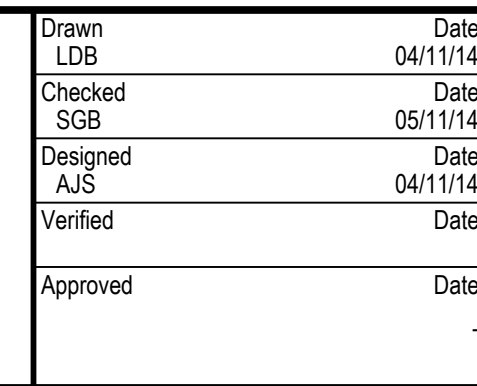 Drawn Date
LDB 04/11/14
Checked Date
SGB 05/11/14
Designed Date
AJS 04/11/14
Verified Date
Approved Date
-